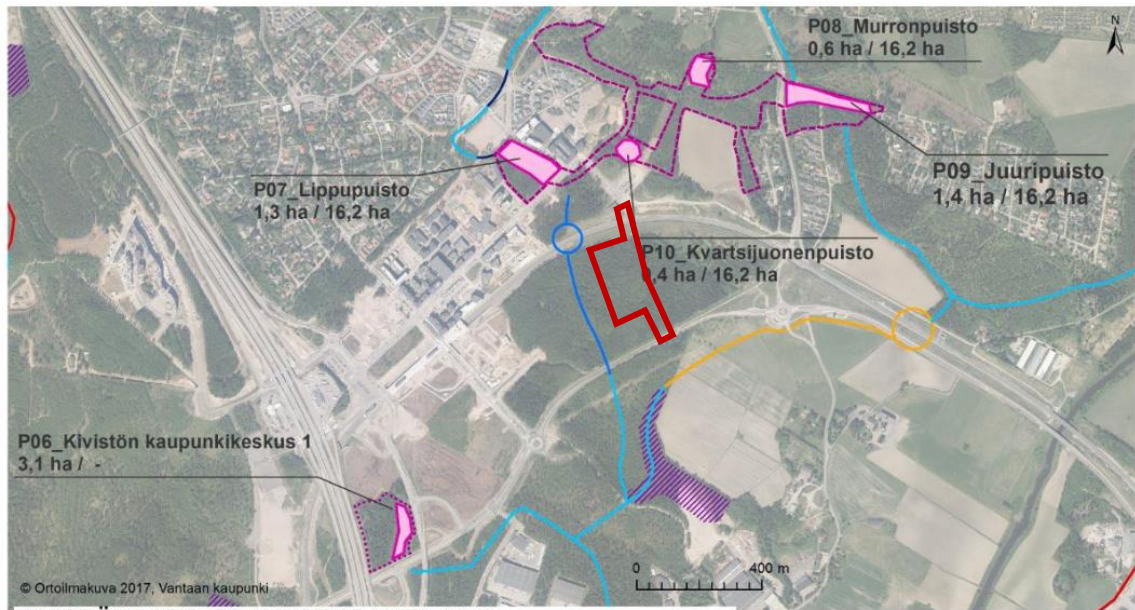 P08_Murronpuisto
0,6 ha / 16,2 ha
N
P07_Lippupuisto
1,3 ha / 16,2 ha
P09_Juuripuisto
1,4 ha / 16,2 ha
P10_Kvartsijuonenpuisto
0,4 ha / 16,2 ha
P06_Kivistön kaupunkikeskus 1
3,1 ha / -
0 400 m
© Ortoilmakuva 2017, Vantaan kaupunki